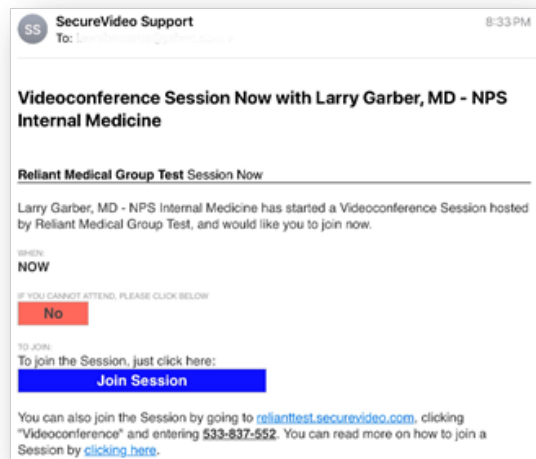 SS
SecureVideo Support
8:33 PM
To:
Videoconference Session Now with Larry Garber, MD - NPS
Internal Medicine
Reliant Medical Group Test Session Now
Larry Garber, MD - NPS Internal Medicine has started a Videoconference Session hosted
by Reliant Medical Group Test, and would like you to join now.
WHEN:
NOW
IF YOU CANNOT ATTEND, PLEASE CLICK BELOW
No
TO JOIN:
To join the Session, just click here:
Join Session
You can also join the Session by going to relianttest.securevideo.com, clicking
"Videoconference" and entering 533-837-552. You can read more on how to join a
Session by clicking here.